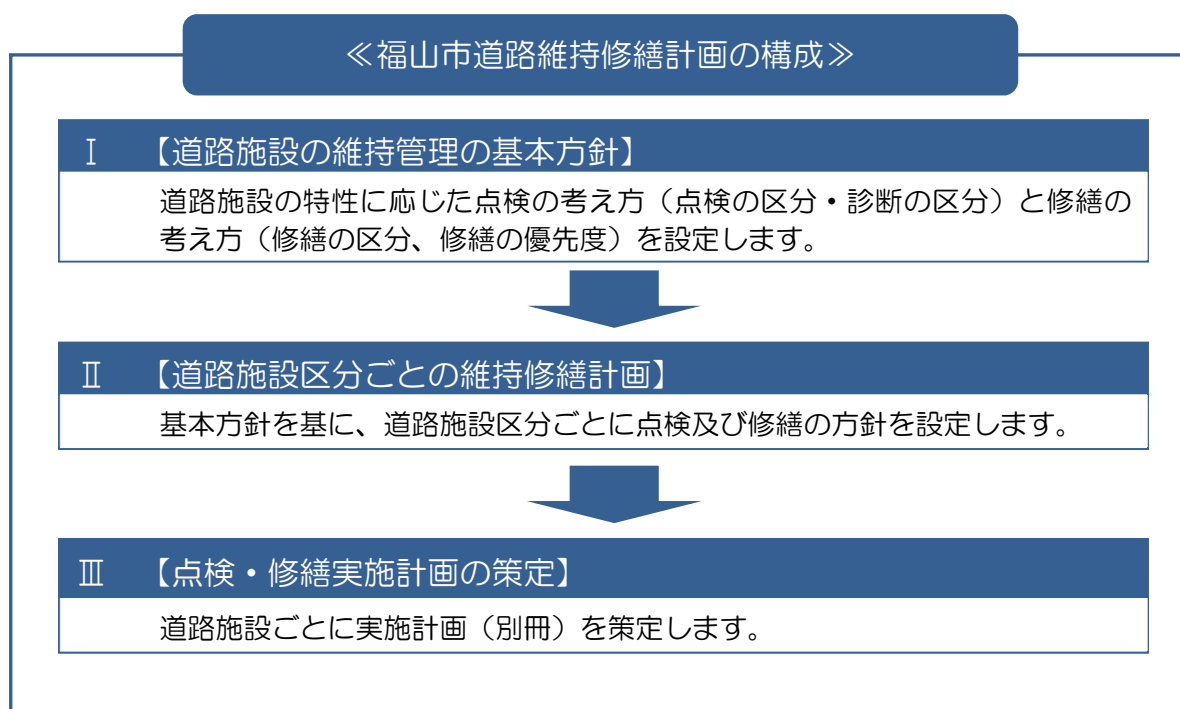 ≪福山市道路維持修繕計画の構成≫
Ⅰ 【道路施設の維持管理の基本方針】
道路施設の特性に応じた点検の考え方（点検の区分・診断の区分）と修繕の
考え方（修繕の区分、修繕の優先度）を設定します。
Ⅱ 【道路施設区分ごとの維持修繕計画】
基本方針を基に、道路施設区分ごとに点検及び修繕の方針を設定します。
Ⅲ 【点検・修繕実施計画の策定】
道路施設ごとに実施計画（別冊）を策定します。